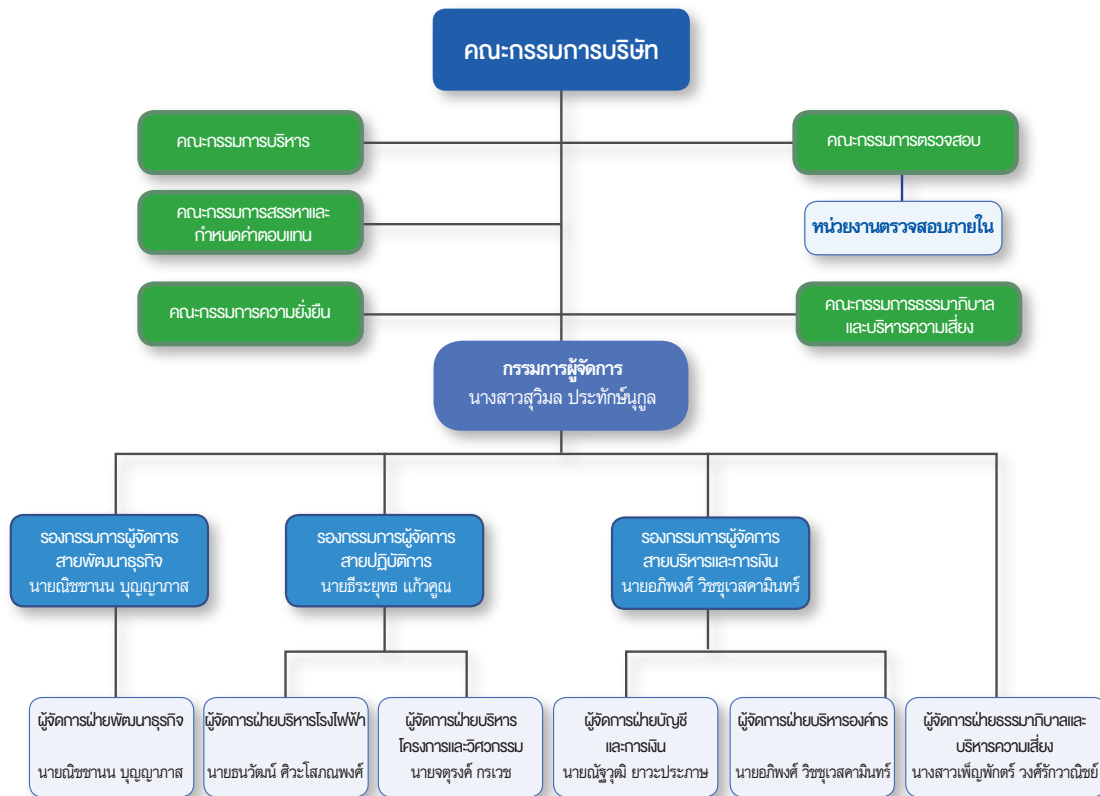 คณะกรรมการบริษัท
คณะกรรมการบริหาร
คณะกรรมการตรวจสอบ
คณะกรรมการสรรหาและ
กำหนดค่าตอบแทน
หน่วยงานตรวจสอบภายใน
คณะกรรมการความยั่งยืน
คณะกรรมการธรรมาภิบาล
และบริหารความเสี่ยง
กรรมการผู้จัดการ
นางสาวสุวิมล ประทักษ์นุกูล
รองกรรมการผู้จัดการ
สายพัฒนาธุรกิจ
นายณิชชานน บุญญาภาส
รองกรรมการผู้จัดการ
สายปฏิบัติการ
นายธีระยุทธ แก้วคูณ
รองกรรมการผู้จัดการ
สายบริหารและการเงิน
นายอภิพงศ์ วิชชุเวสคามินทร์
ผู้จัดการฝ่ายพัฒนาธุรกิจ
นายณิชชานน บุญญาภาส
ผู้จัดการฝ่ายบริหารโรงไฟฟ้า
นายธนวัฒน์ ศิวะโสภณพงศ์
ผู้จัดการฝ่ายบริหาร
โครงการและวิศวกรรม
นายจตุรงค์ กรเวช
ผู้จัดการฝ่ายบัญชี
และการเงิน
นายณัฐวุฒิ ยาวะประภาษ
ผู้จัดการฝ่ายบริหารองค์กร
นายอภิพงศ์ วิชชุเวสคามินทร์
ผู้จัดการฝ่ายธรรมาภิบาลและ
บริหารความเสี่ยง
นางสาวเพ็ญพักตร์ วงศ์รักวาณิชย์